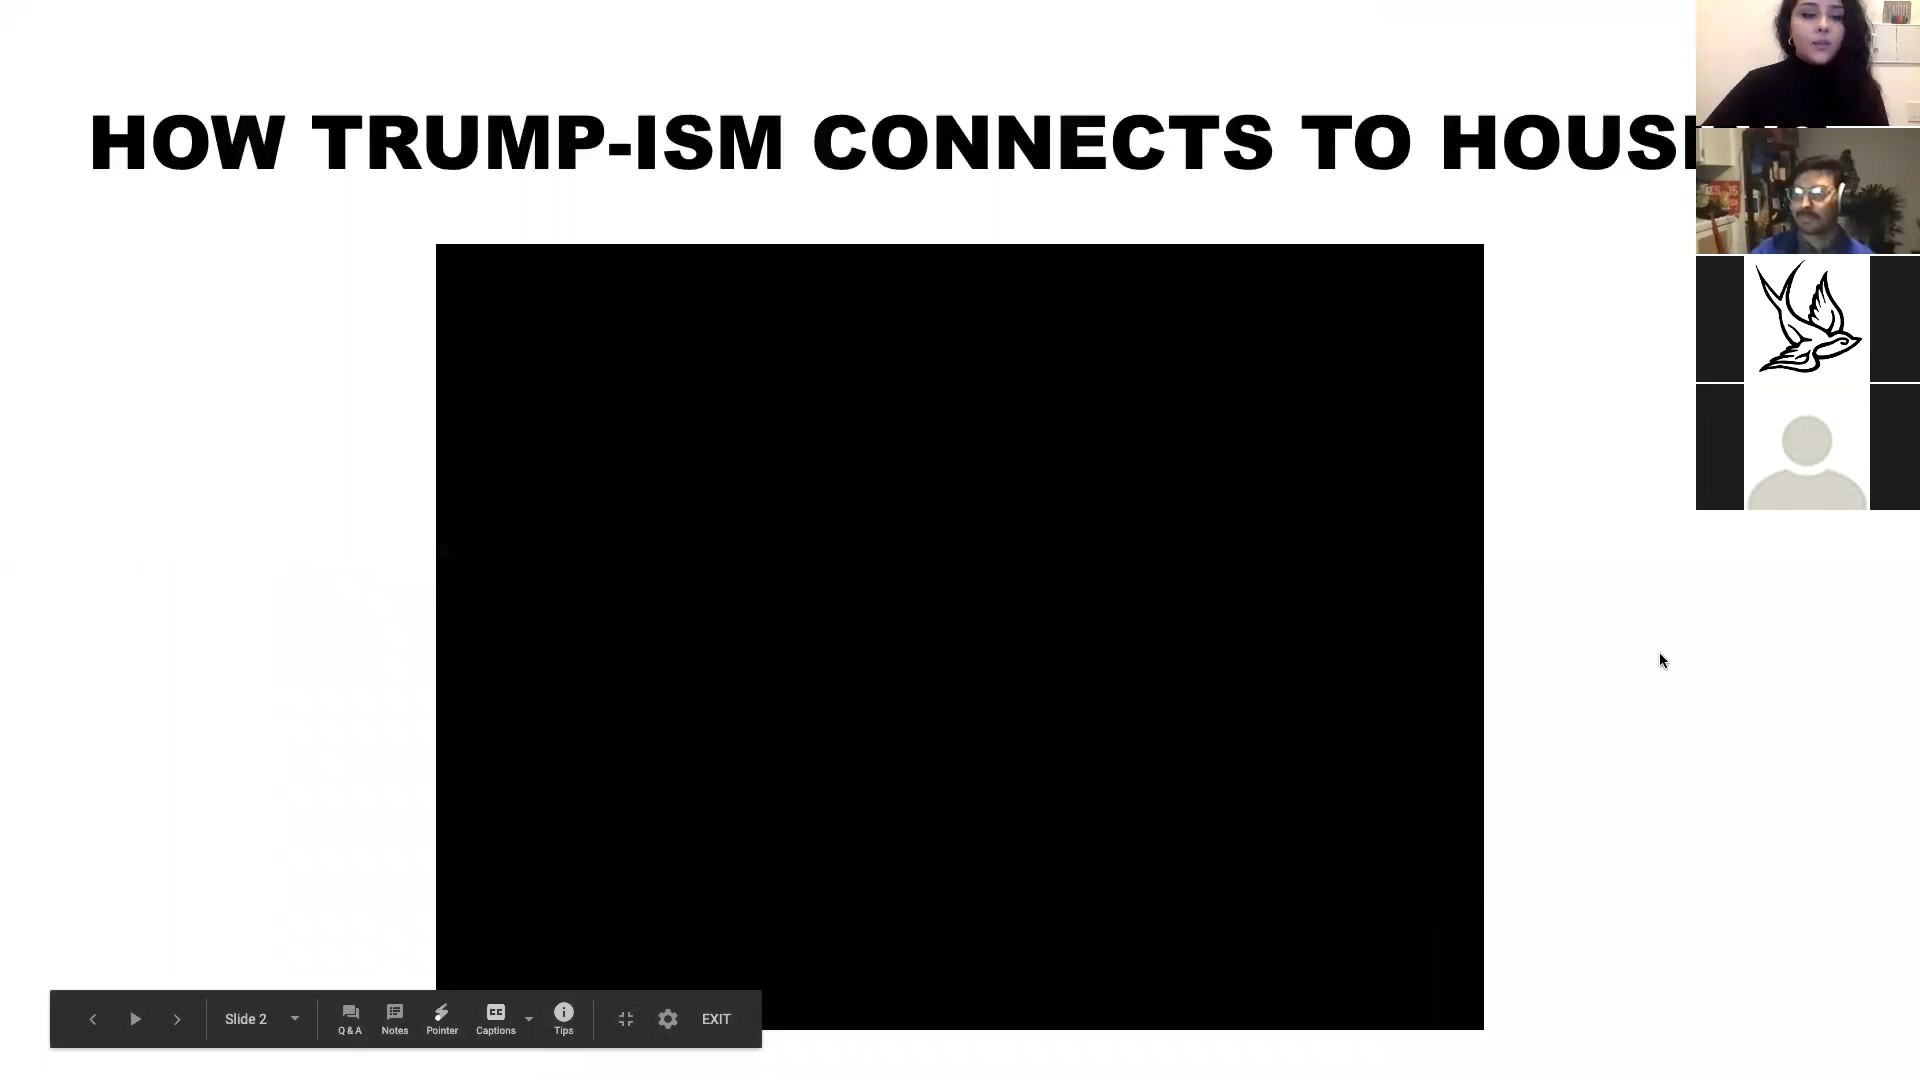 HOW TRUMP-ISM CONNECTS TO HOUS
Slide 2
Q & A
Notes
Pointer
Captions
Tips
EXIT